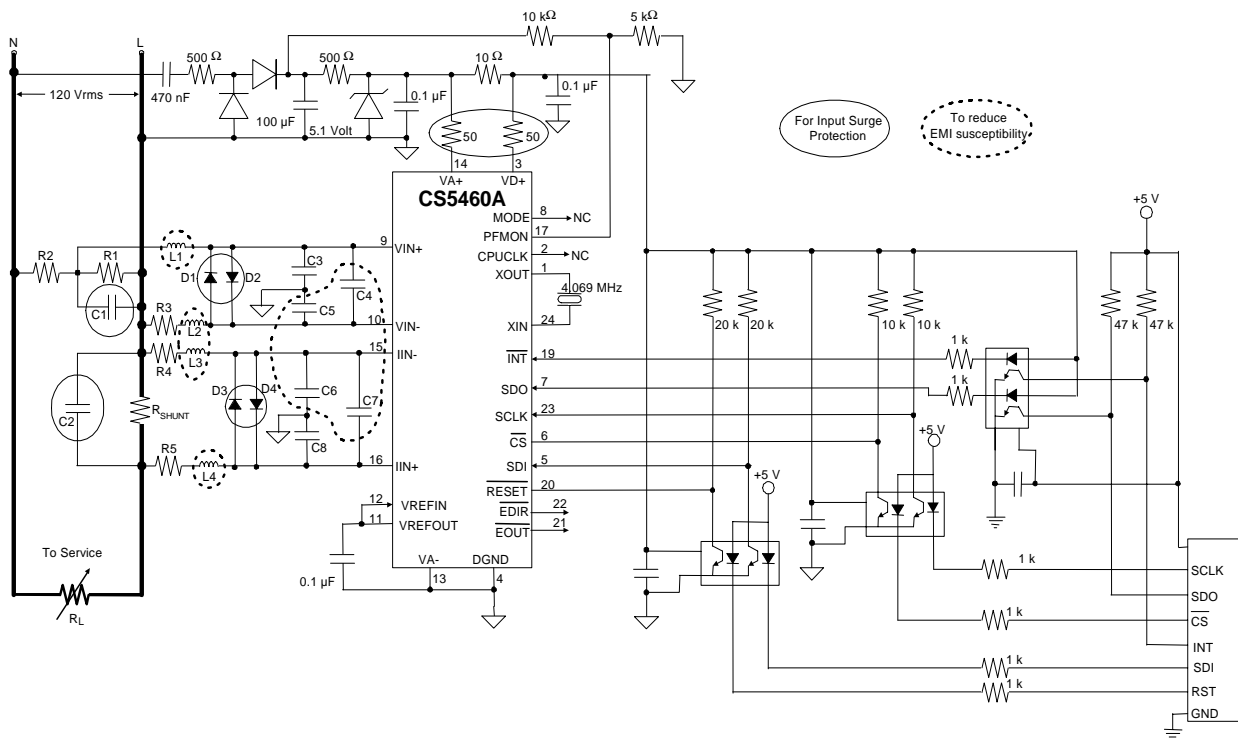 10 kΩ
5 kΩ
N
L
500 Ω
500 Ω
10 Ω
120 Vrms
470 nF
100 µF
5.1 Volt
0.1 µF
0.1 µF
50
50
For Input Surge
Protection
To reduce
EMI susceptibility
14
3
VA+
VD+
CS5460A
+5 V
MODE
8
NC
PFMON
17
CPUCLK
2
NC
XOUT
1
4.069 MHz
XIN
24
9
VIN+
10
VIN-
15
IIN-
16
IIN+
R2
R1
L1
D1
D2
C3
C4
C1
C5
R3
L2
R4
L3
C2
RSHUNT
D3
D4
C6
C7
C8
R5
L4
INT
19
SDO
7
SCLK
23
CS
6
SDI
5
RESET
20
EDIR
22
EOUT
21
12
VREFIN
11
VREFOUT
0.1 µF
VA-
13
DGND
4
20 k
20 k
10 k
10 k
47 k
47 k
1 k
1 k
+5 V
+5 V
To Service
RL
1 k
1 k
1 k
1 k
SCLK
SDO
CS
INT
SDI
RST
GND